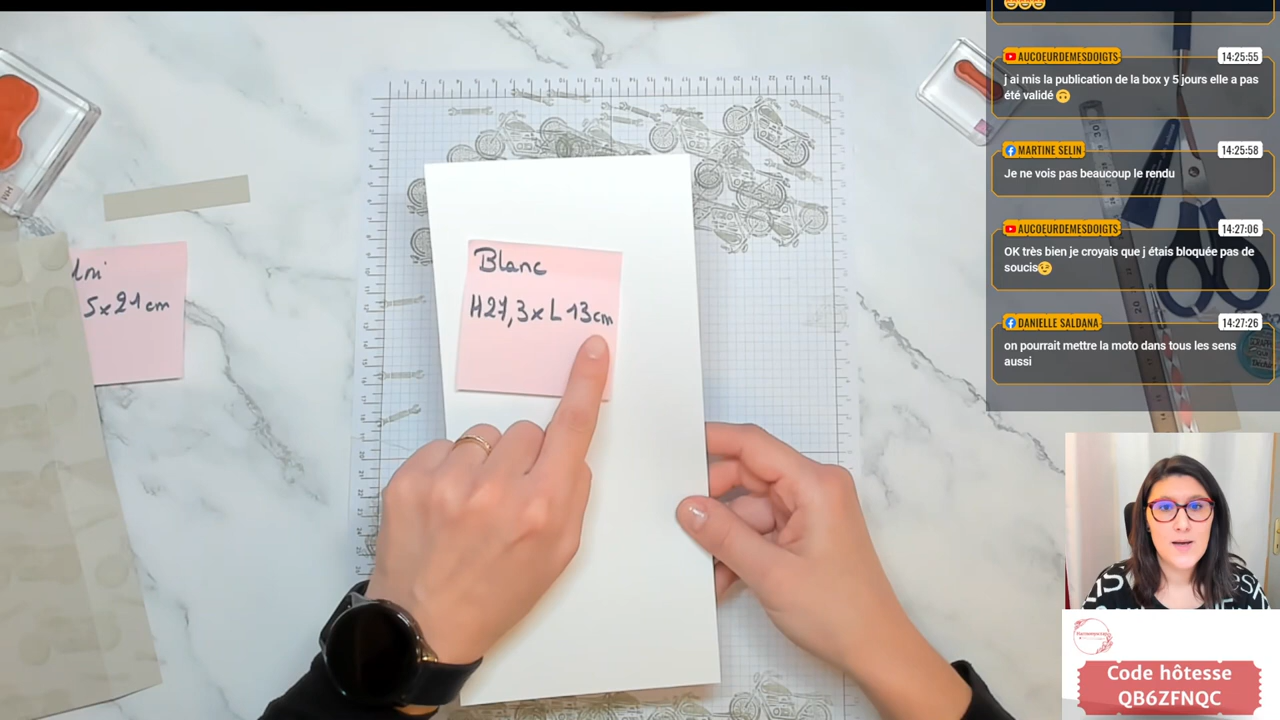 AUCOEURDEMESDOIGTS
14:25:55
j ai mis la publication de la box y 5 jours elle a pas
été validé 🙃
MARTINE SELIN
14:25:58
Je ne vois pas beaucoup le rendu
AUCOEURDEMESDOIGTS
14:27:06
OK très bien je croyais que j étais bloquée pas de
soucis😉
DANIELLE SALDANA
14:27:26
on pourrait mettre la moto dans tous les sens
aussi
Blanc
H27,3x L 13cm
5x21cm
Code hôtesse
QB6ZFNQC